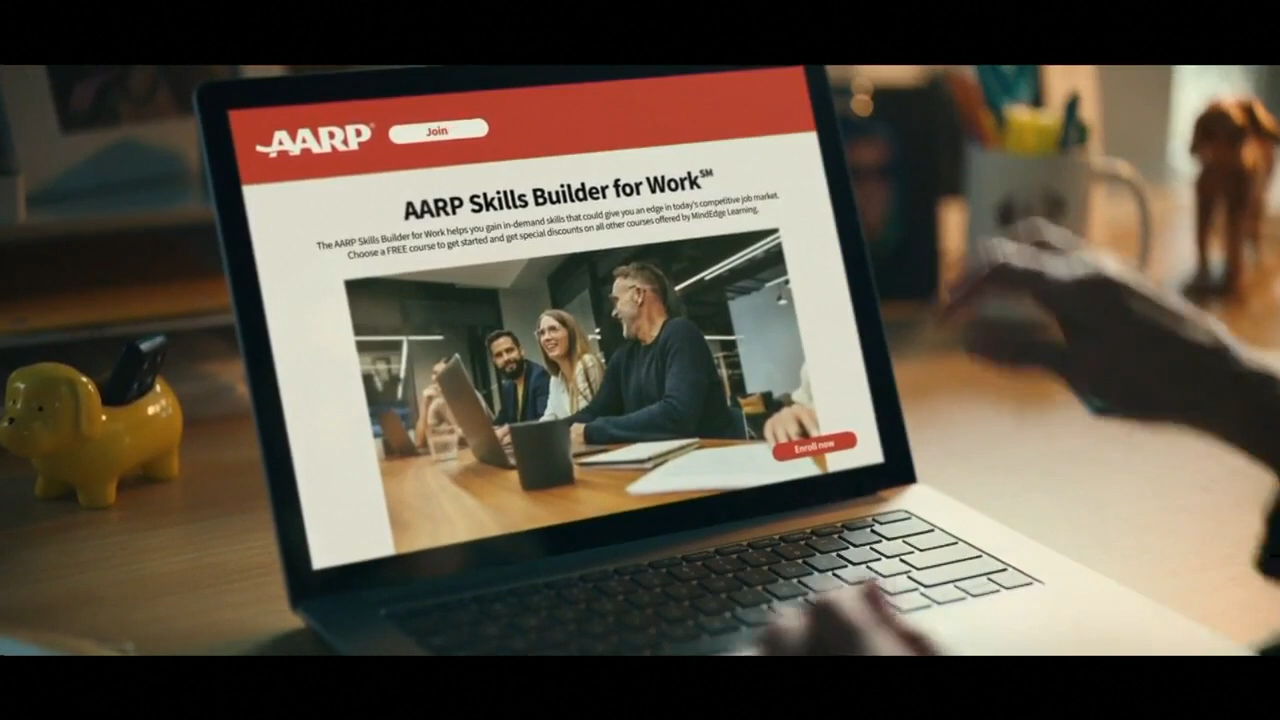 AARP®
Join
AARP Skills Builder for Work℠
The AARP Skills Builder for Work helps you gain in-demand skills that could give you an edge in today's competitive job market.
Choose a FREE course to get started and get special discounts on all other courses offered by MindEdge Learning.
Enroll now